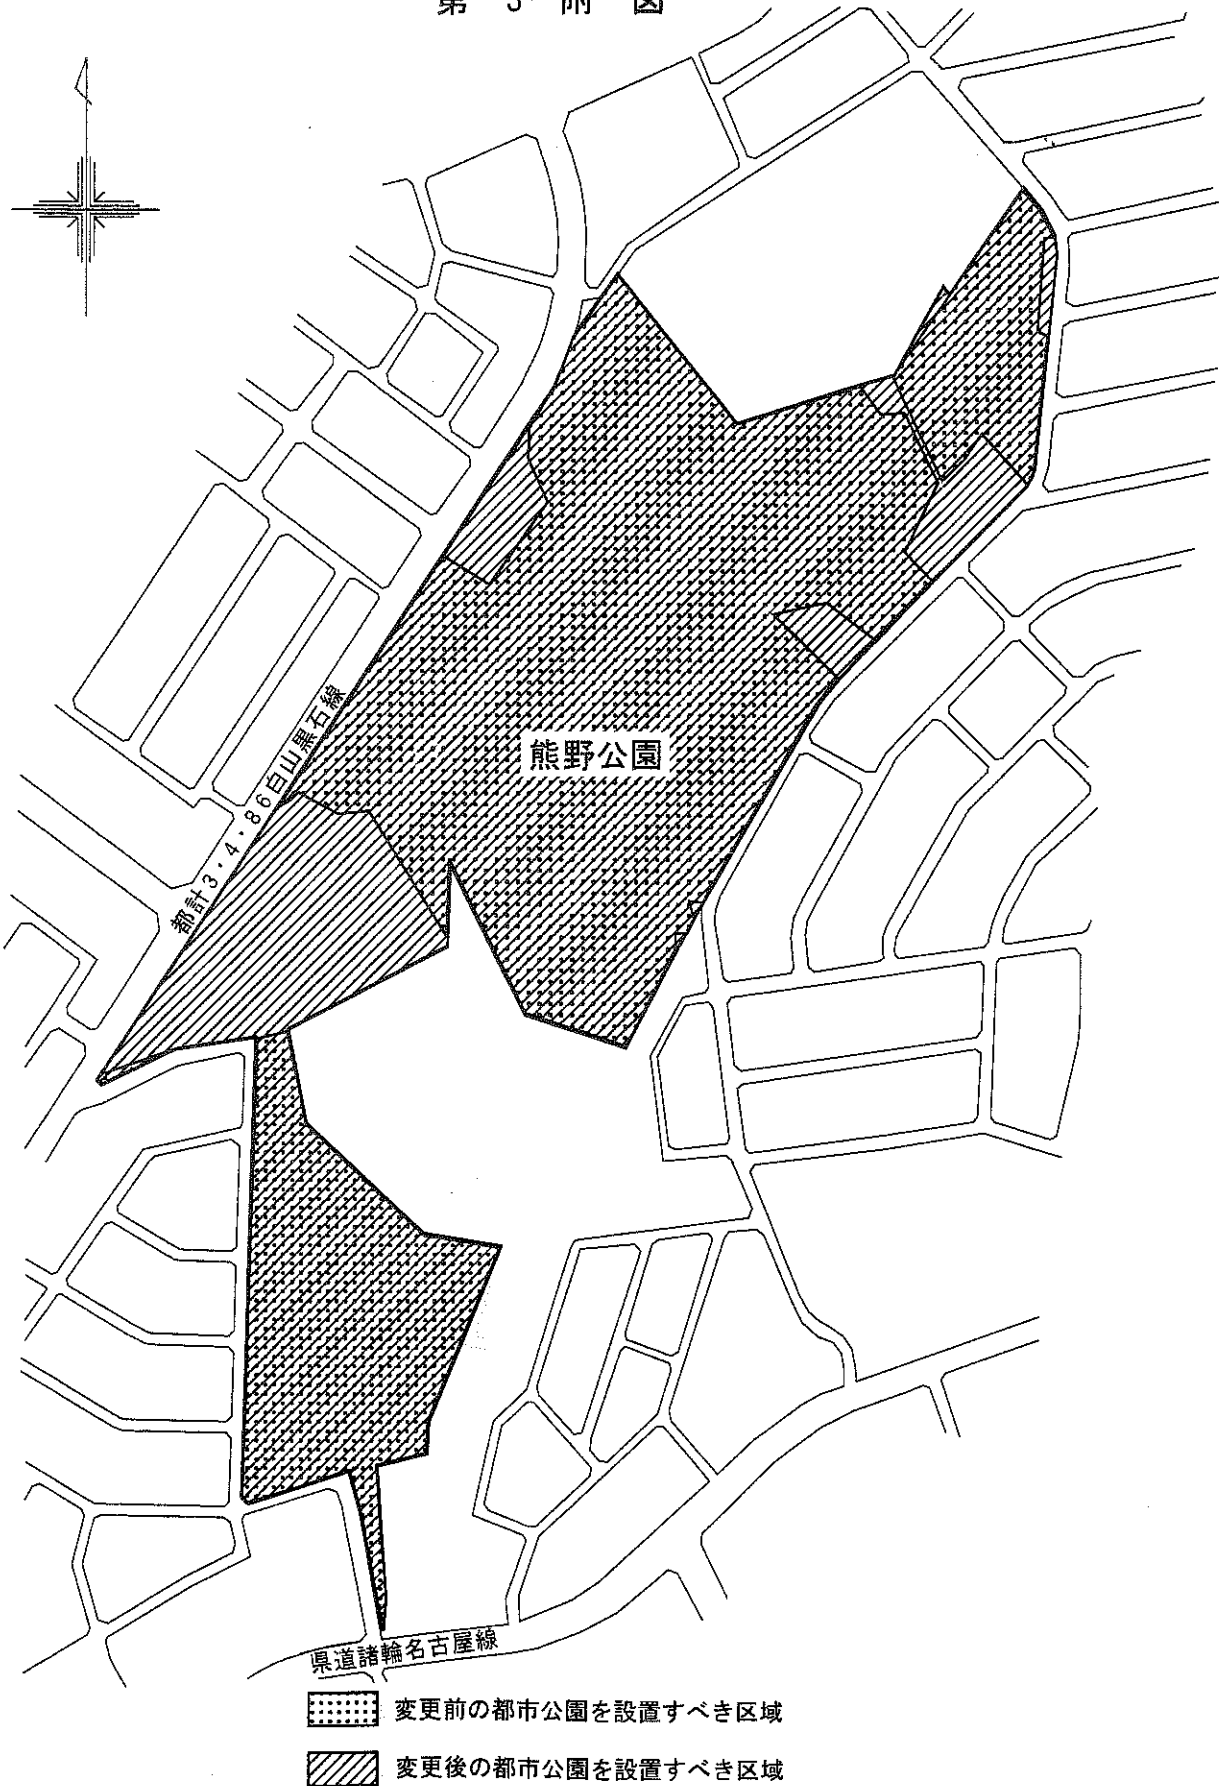 第 3 附 図
熊野公園
都計3・4・86白山黒石線
県道諸輪名古屋線
変更前の都市公園を設置すべき区域
変更後の都市公園を設置すべき区域